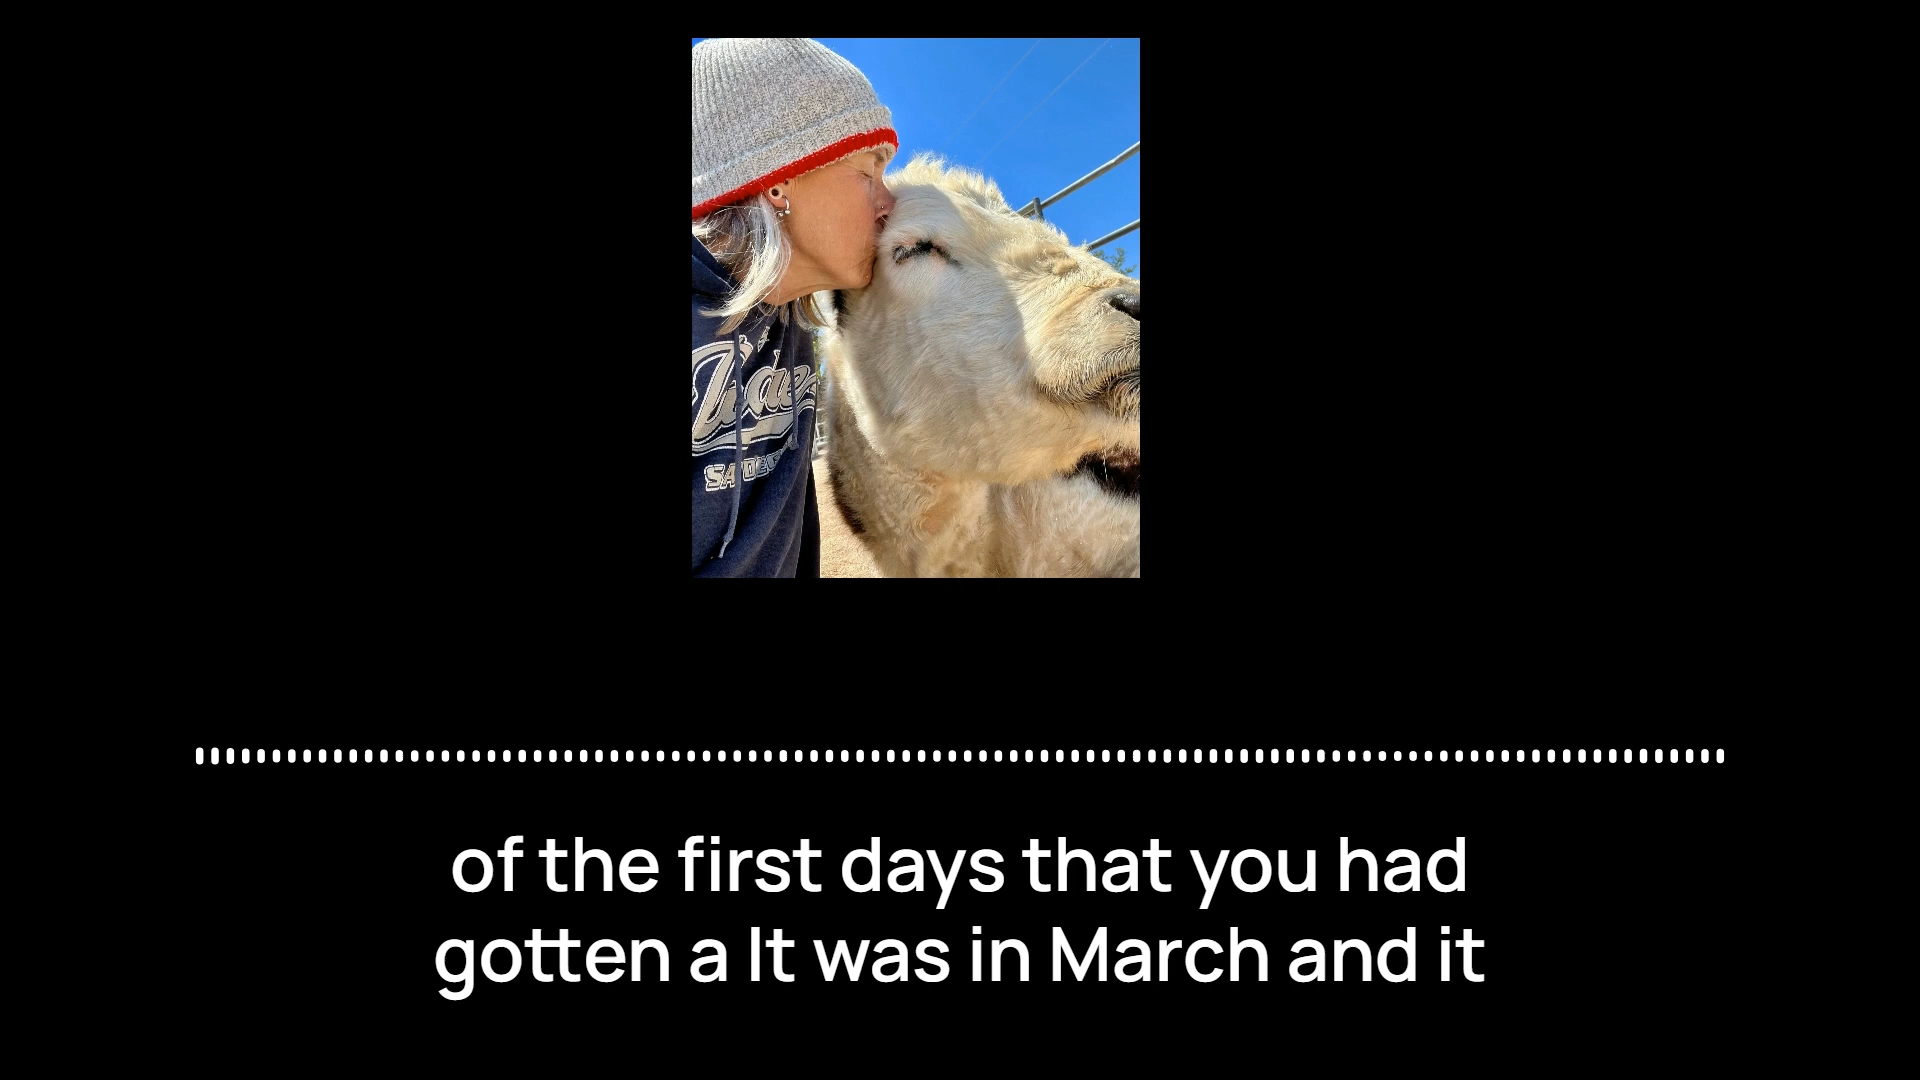 of the first days that you had
gotten a It was in March and it